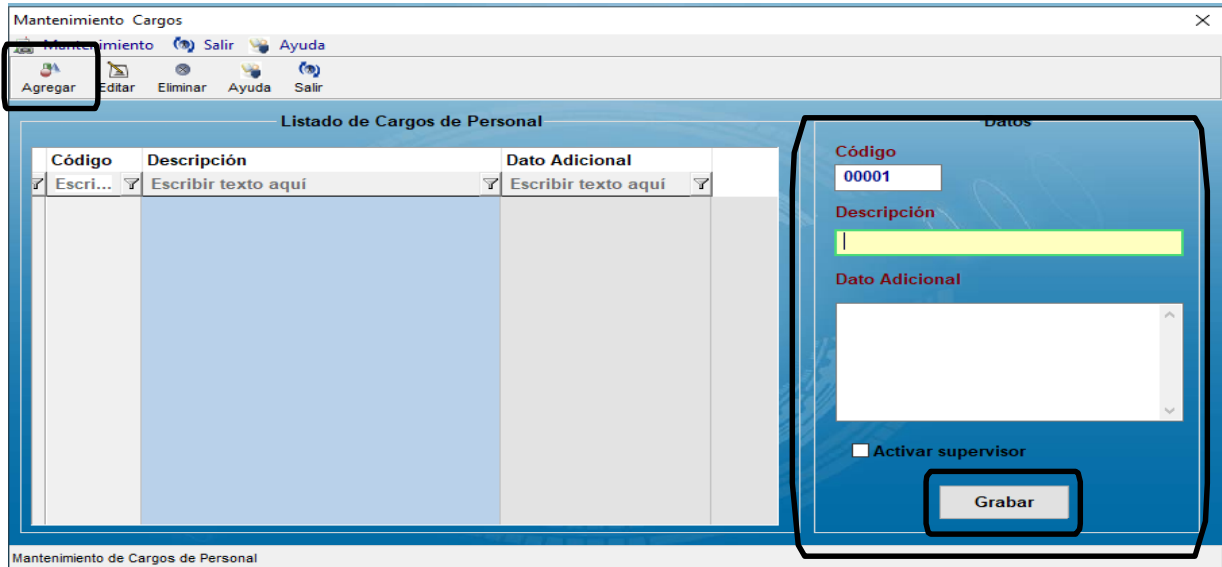 Mantenimiento Cargos
Mantenimiento Salir Ayuda
Agregar Editar Eliminar Ayuda Salir
Listado de Cargos de Personal
Código Descripción Dato Adicional
Escri... Escribir texto aquí Escribir texto aquí
Datos
Código
00001
Descripción
Dato Adicional
Activar supervisor
Grabar
Mantenimiento de Cargos de Personal